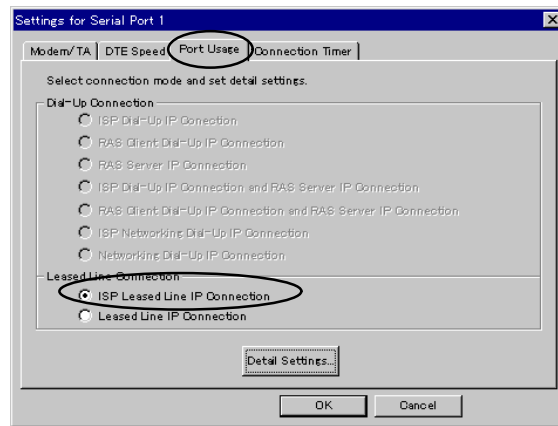 Settings for Serial Port 1
Modem/TA DTE Speed Port Usage Connection Timer
Select connection mode and set detail settings.
Dial-Up Connection
ISP Dial-Up IP Conection
RAS Client Dial-Up IP Connection
RAS Server IP Connection
ISP Dial-Up IP Connection and RAS Server IP Connection
RAS Client Dial-Up IP Connection and RAS Server IP Connection
ISP Networking Dial-Up IP Connection
Networking Dial-Up IP Connection
Leased Line Connection
ISP Leased Line IP Connection
Leased Line IP Connection
Detail Settings...
OK Cancel